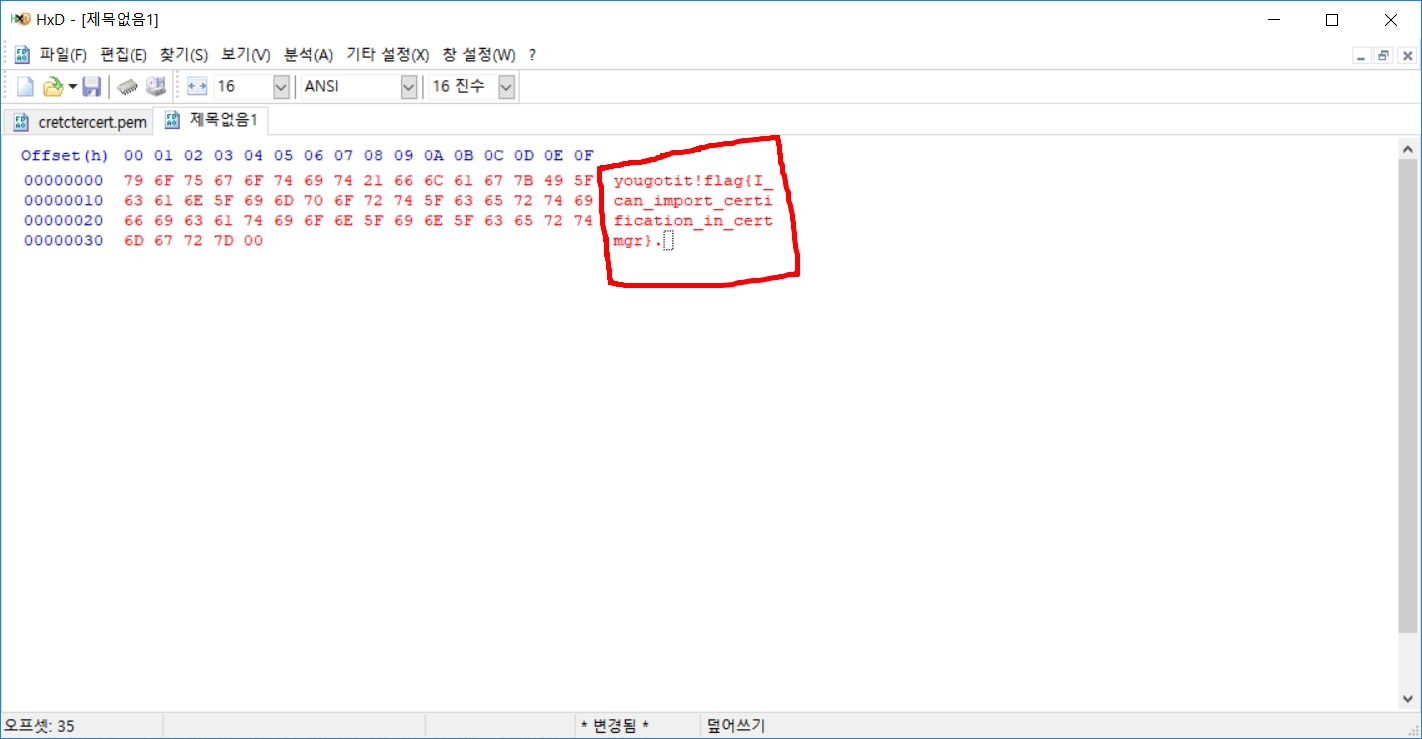 HxD - [제목없음1]
파일(F) 편집(E) 찾기(S) 보기(V) 분석(A) 기타 설정(X) 창 설정(W) ?
16 ANSI 16 진수
cretctercert.pem 제목없음1
Offset(h) 00 01 02 03 04 05 06 07 08 09 0A 0B 0C 0D 0E 0F
00000000 79 6F 75 67 6F 74 69 74 21 66 6C 61 67 7B 49 5F yougotit!flag{I_
00000010 63 61 6E 5F 69 6D 70 6F 72 74 5F 63 65 72 74 69 can_import_certi
00000020 66 69 63 61 74 69 6F 6E 5F 69 6E 5F 63 65 72 74 fication_in_cert
00000030 6D 67 72 7D 00 mgr}.
오프셋: 35 * 변경됨 * 덮어쓰기